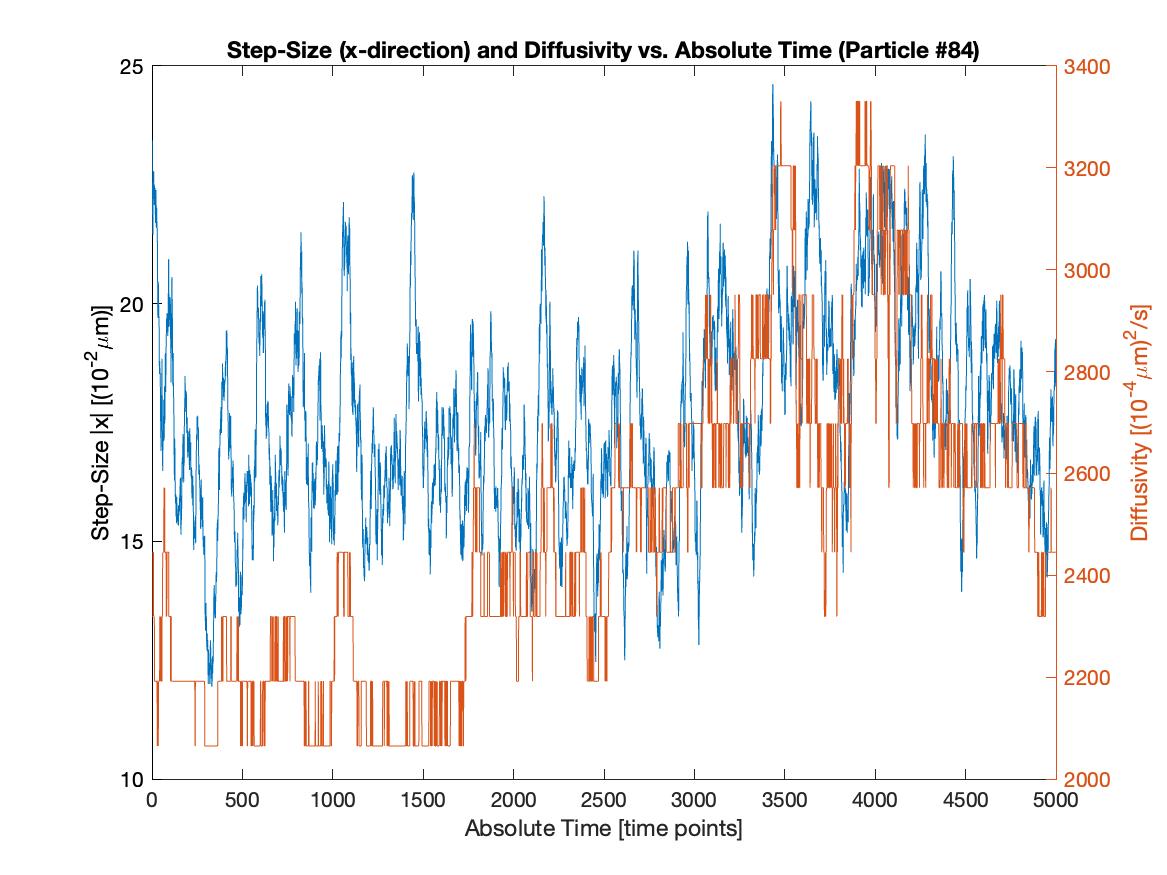 Step-Size (x-direction) and Diffusivity vs. Absolute Time (Particle #84)
25
20
15
10
Step-Size |x| [(10⁻² μm)]
3400
3200
3000
2800
2600
2400
2200
2000
Diffusivity [(10⁻⁴ μm)²/s]
0 500 1000 1500 2000 2500 3000 3500 4000 4500 5000
Absolute Time [time points]